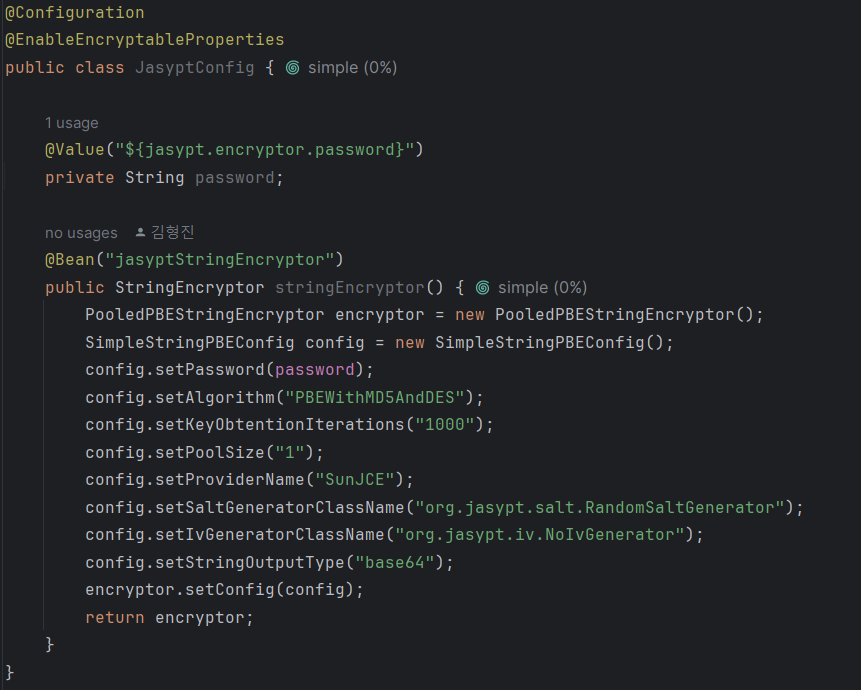 @Configuration
@EnableEncryptableProperties
public class JasyptConfig { simple (0%)
1 usage
@Value("${jasypt.encryptor.password}")
private String password;
no usages 김형진
@Bean("jasyptStringEncryptor")
public StringEncryptor stringEncryptor() { simple (0%)
PooledPBEStringEncryptor encryptor = new PooledPBEStringEncryptor();
SimpleStringPBEConfig config = new SimpleStringPBEConfig();
config.setPassword(password);
config.setAlgorithm("PBEWithMD5AndDES");
config.setKeyObtentionIterations("1000");
config.setPoolSize("1");
config.setProviderName("SunJCE");
config.setSaltGeneratorClassName("org.jasypt.salt.RandomSaltGenerator");
config.setIvGeneratorClassName("org.jasypt.iv.NoIvGenerator");
config.setStringOutputType("base64");
encryptor.setConfig(config);
return encryptor;
}
}